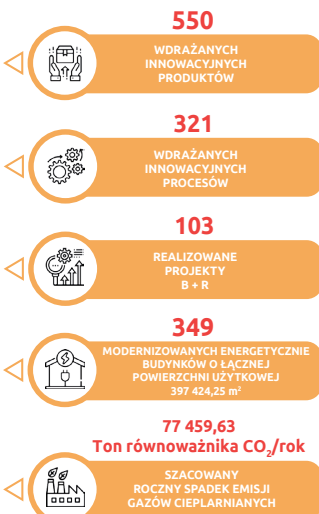 550
WDRAŻANYCH
INNOWACYJNYCH
PRODUKTÓW
321
WDRAŻANYCH
INNOWACYJNYCH
PROCESÓW
103
REALIZOWANE
PROJEKTY
B + R
349
MODERNIZOWANYCH ENERGETYCZNIE
BUDYNKÓW O ŁĄCZNEJ
POWIERZCHNI UŻYTKOWEJ
397 424,25 m²
77 459,63
Ton równoważnika CO₂/rok
SZACOWANY
ROCZNY SPADEK EMISJI
GAZÓW CIEPLARNIANYCH